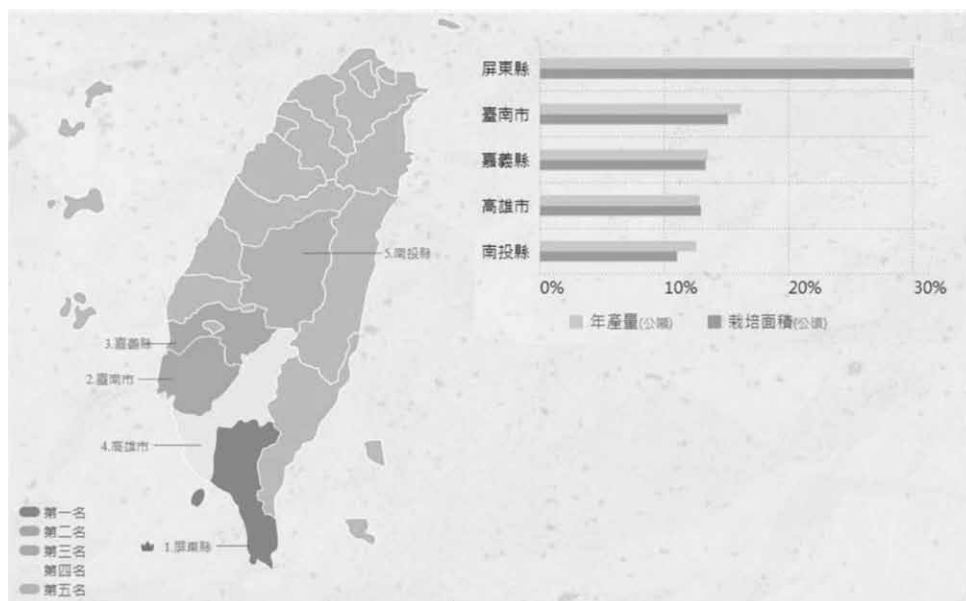 5.南投縣
3.嘉義縣
2.臺南市
4.高雄市
1.屏東縣
第一名
第二名
第三名
第四名
第五名
屏東縣
臺南市
嘉義縣
高雄市
南投縣
0%
10%
20%
30%
年產量(公噸)
栽培面積(公頃)